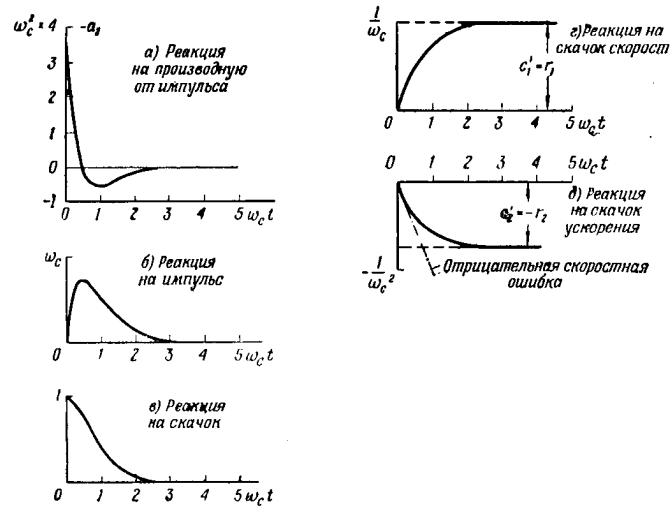 ω_c² = 4
-a₁
а) Реакция
на производную
от импульса
3
2
1
0
-1
0 1 2 3 4 5 ω_c t
ω_c
б) Реакция
на импульс
0 1 2 3 4 5 ω_c t
1
в) Реакция
на скачок
0 1 2 3 4 5 ω_c t
1/ω_c
г) Реакция на
скачок скорост
c₁' = r₁
0 1 2 3 4 5 ω_c t
0 1 2 3 4 5 ω_c t
д) Реакция
на скачок
ускорения
c₂' = -r₂
-1/ω_c²
Отрицательная скоростная
ошибка